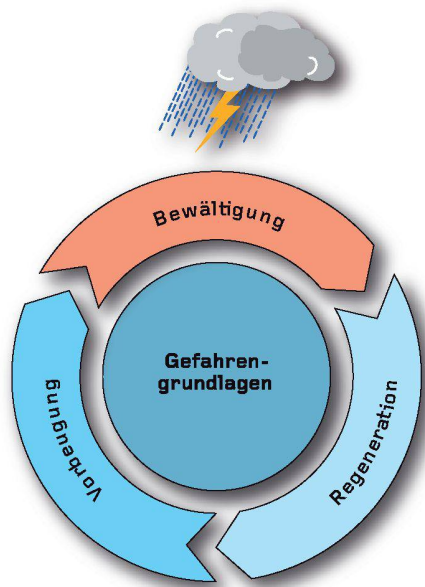 Bewältigung
Gefahren-
grundlagen
Vorbeugung
Regeneration